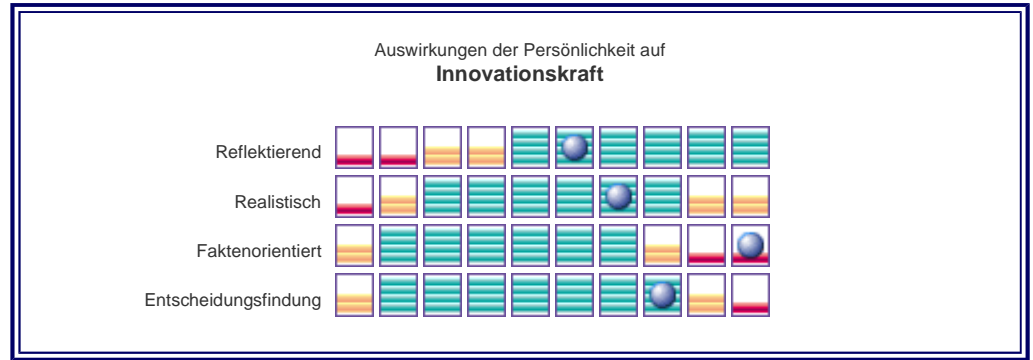 Auswirkungen der Persönlichkeit auf
Innovationskraft
Reflektierend
Realistisch
Faktenorientiert
Entscheidungsfindung